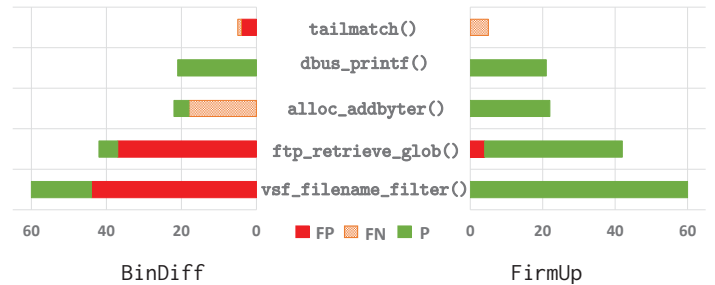 tailmatch()
dbus_printf()
alloc_addbyter()
ftp_retrieve_glob()
vsf_filename_filter()
60 40 20 0 0 20 40 60
FP FN P
BinDiff FirmUp